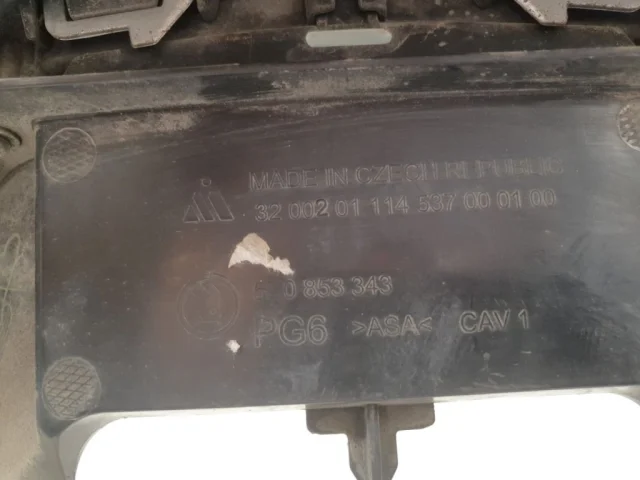 MADE IN CZECH REPUBLIC
32 002 01 114 537 00 01 00
0 853 343
PG6 >ASA< CAV 1